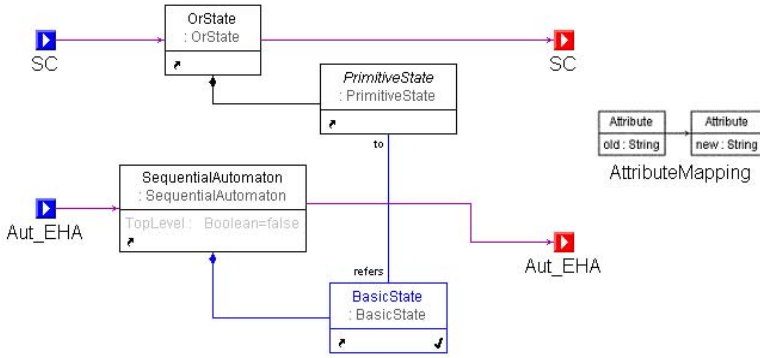 OrState
: OrState
SC
SC
PrimitiveState
: PrimitiveState
to
Attribute
old : String
Attribute
new : String
AttributeMapping
SequentialAutomaton
: SequentialAutomaton
TopLevel : Boolean=false
Aut_EHA
Aut_EHA
refers
BasicState
: BasicState